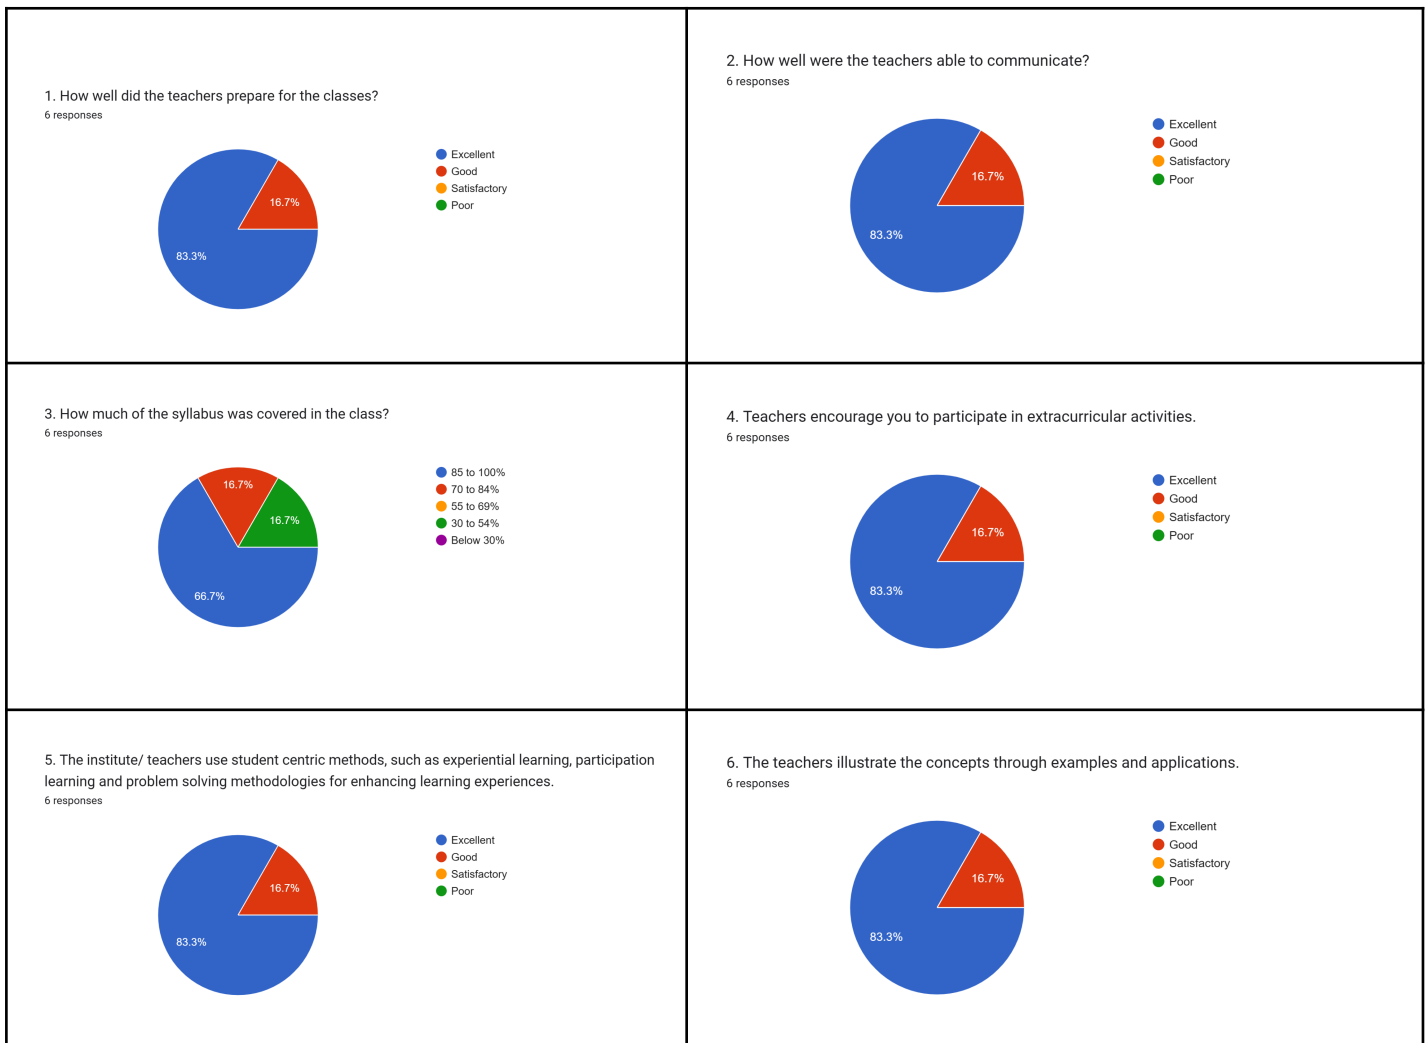 1. How well did the teachers prepare for the classes?
6 responses
Excellent
Good
Satisfactory
Poor
16.7%
83.3%
2. How well were the teachers able to communicate?
6 responses
Excellent
Good
Satisfactory
Poor
16.7%
83.3%
3. How much of the syllabus was covered in the class?
6 responses
85 to 100%
70 to 84%
55 to 69%
30 to 54%
Below 30%
16.7%
16.7%
66.7%
4. Teachers encourage you to participate in extracurricular activities.
6 responses
Excellent
Good
Satisfactory
Poor
16.7%
83.3%
5. The institute/ teachers use student centric methods, such as experiential learning, participation
learning and problem solving methodologies for enhancing learning experiences.
6 responses
Excellent
Good
Satisfactory
Poor
16.7%
83.3%
6. The teachers illustrate the concepts through examples and applications.
6 responses
Excellent
Good
Satisfactory
Poor
16.7%
83.3%